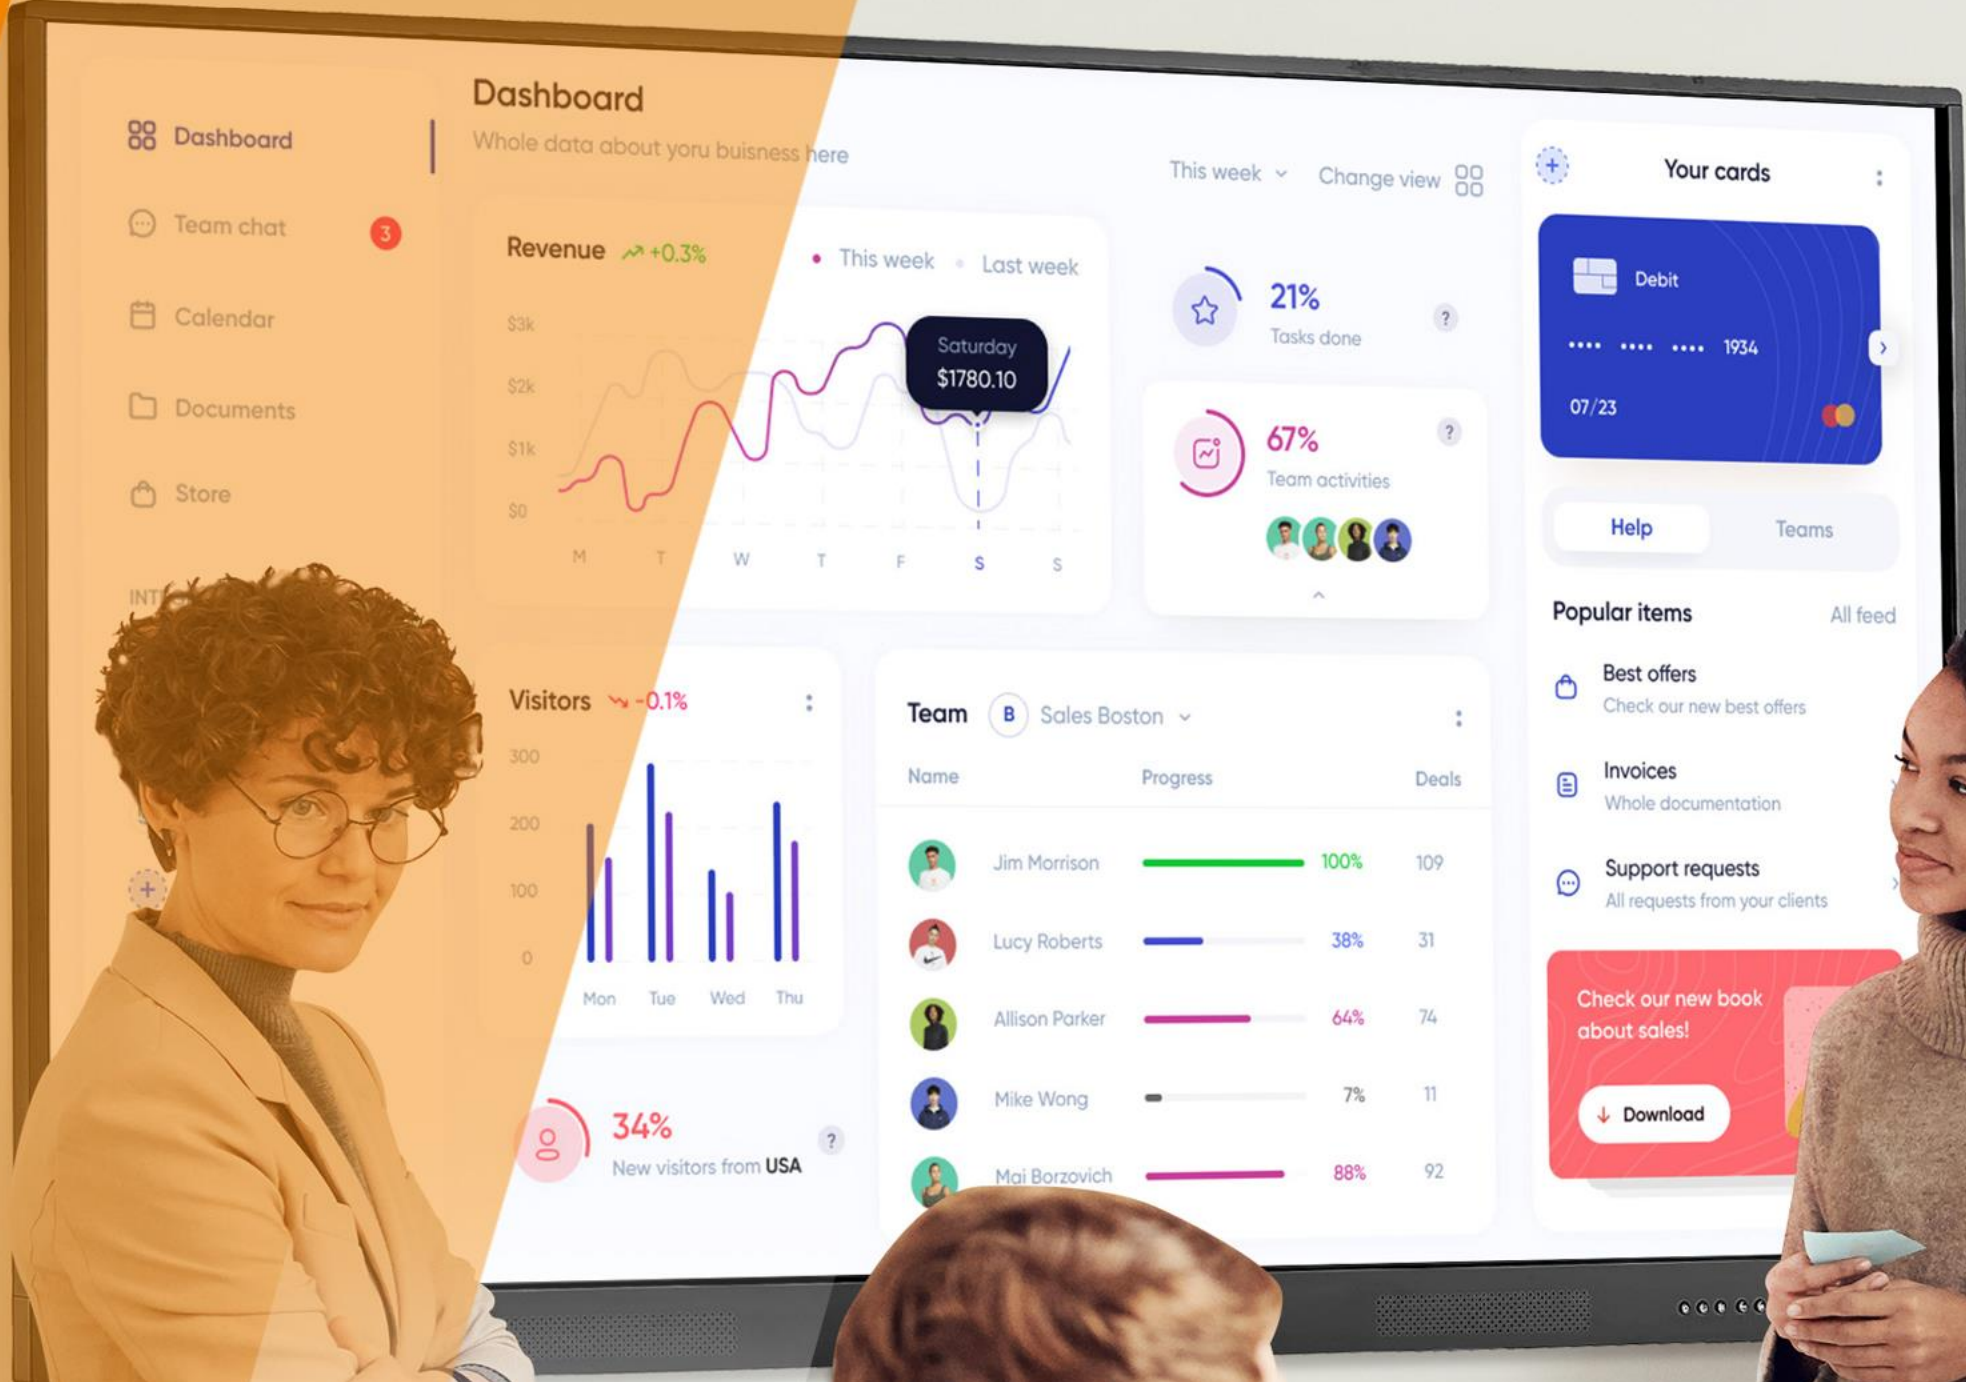 Dashboard
Team chat
3
Calendar
Documents
Store
Dashboard
Whole data about yoru buisness here
This week
Change view
Revenue +0.3%
This week
Last week
$3k
$2k
$1k
$0
Saturday
$1780.10
M T W T F S S
21%
Tasks done
?
67%
Team activities
?
Visitors -0.1%
300
200
100
0
Mon Tue Wed Thu
34%
New visitors from USA
?
Team B Sales Boston
Name Progress Deals
Jim Morrison 100% 109
Lucy Roberts 38% 31
Allison Parker 64% 74
Mike Wong 7% 11
Mai Borzovich 88% 92
Your cards
Debit
•••• •••• •••• 1934
07/23
Help Teams
Popular items All feed
Best offers
Check our new best offers
Invoices
Whole documentation
Support requests
All requests from your clients
Check our new book
about sales!
Download